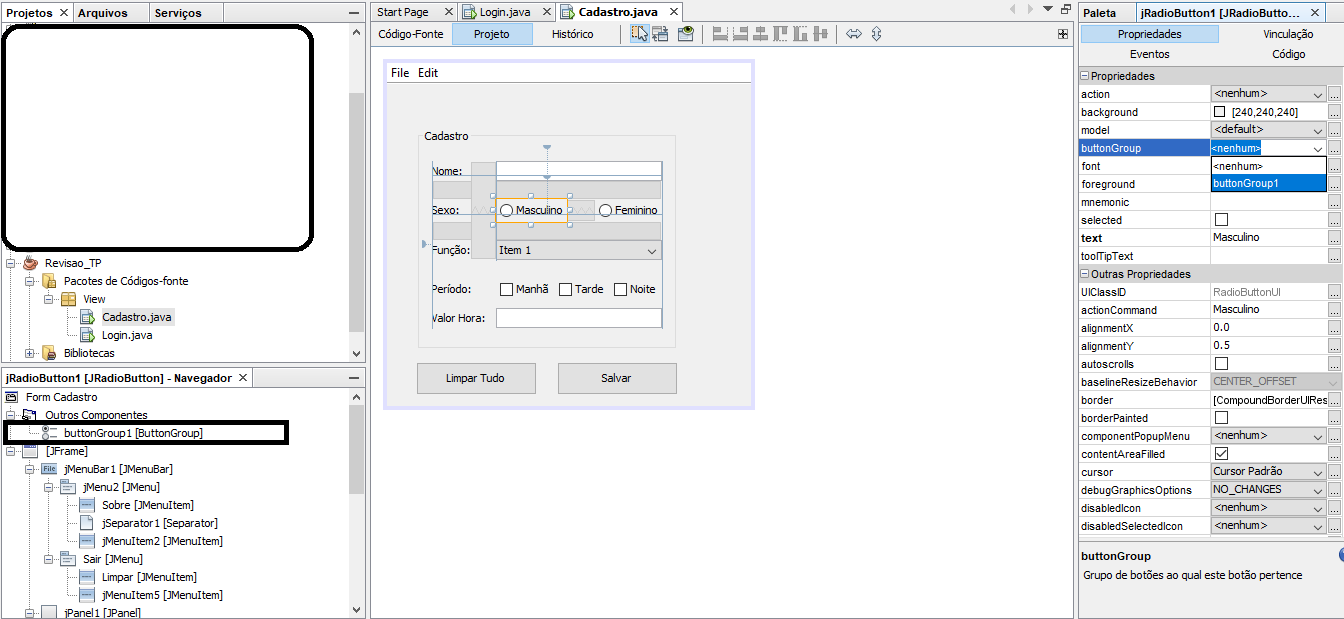 Projetos
Arquivos
Serviços
Revisao_TP
Pacotes de Códigos-fonte
View
Cadastro.java
Login.java
Bibliotecas
jRadioButton1 [JRadioButton] - Navegador
Form Cadastro
Outros Componentes
buttonGroup1 [ButtonGroup]
[JFrame]
jMenuBar1 [JMenuBar]
jMenu2 [JMenu]
Sobre [JMenuItem]
jSeparator1 [Separator]
jMenuItem2 [JMenuItem]
Sair [JMenu]
Limpar [JMenuItem]
jMenuItem5 [JMenuItem]
jPanel1 [JPanel]
Start Page
Login.java
Cadastro.java
Código-Fonte
Projeto
Histórico
File Edit
Cadastro
Nome:
Sexo:
Masculino
Feminino
Função:
Item 1
Período:
Manhã
Tarde
Noite
Valor Hora:
Limpar Tudo
Salvar
Paleta
jRadioButton1 [JRadioButto...
Propriedades
Vinculação
Eventos
Código
Propriedades
action <nenhum> ...
background [240,240,240] ...
model <default> ...
buttonGroup <nenhum> ...
font <nenhum> ...
foreground buttonGroup1 ...
mnemonic ...
selected ...
text Masculino ...
toolTipText ...
Outras Propriedades
UIClassID RadioButtonUI ...
actionCommand Masculino ...
alignmentX 0.0 ...
alignmentY 0.5 ...
autoscrolls ...
baselineResizeBehavior CENTER_OFFSET ...
border [CompoundBorderUIRes ...
borderPainted ...
componentPopupMenu <nenhum> ...
contentAreaFilled ...
cursor Cursor Padrão ...
debugGraphicsOptions NO_CHANGES ...
disabledIcon <nenhum> ...
disabledSelectedIcon <nenhum> ...
buttonGroup
Grupo de botões ao qual este botão pertence